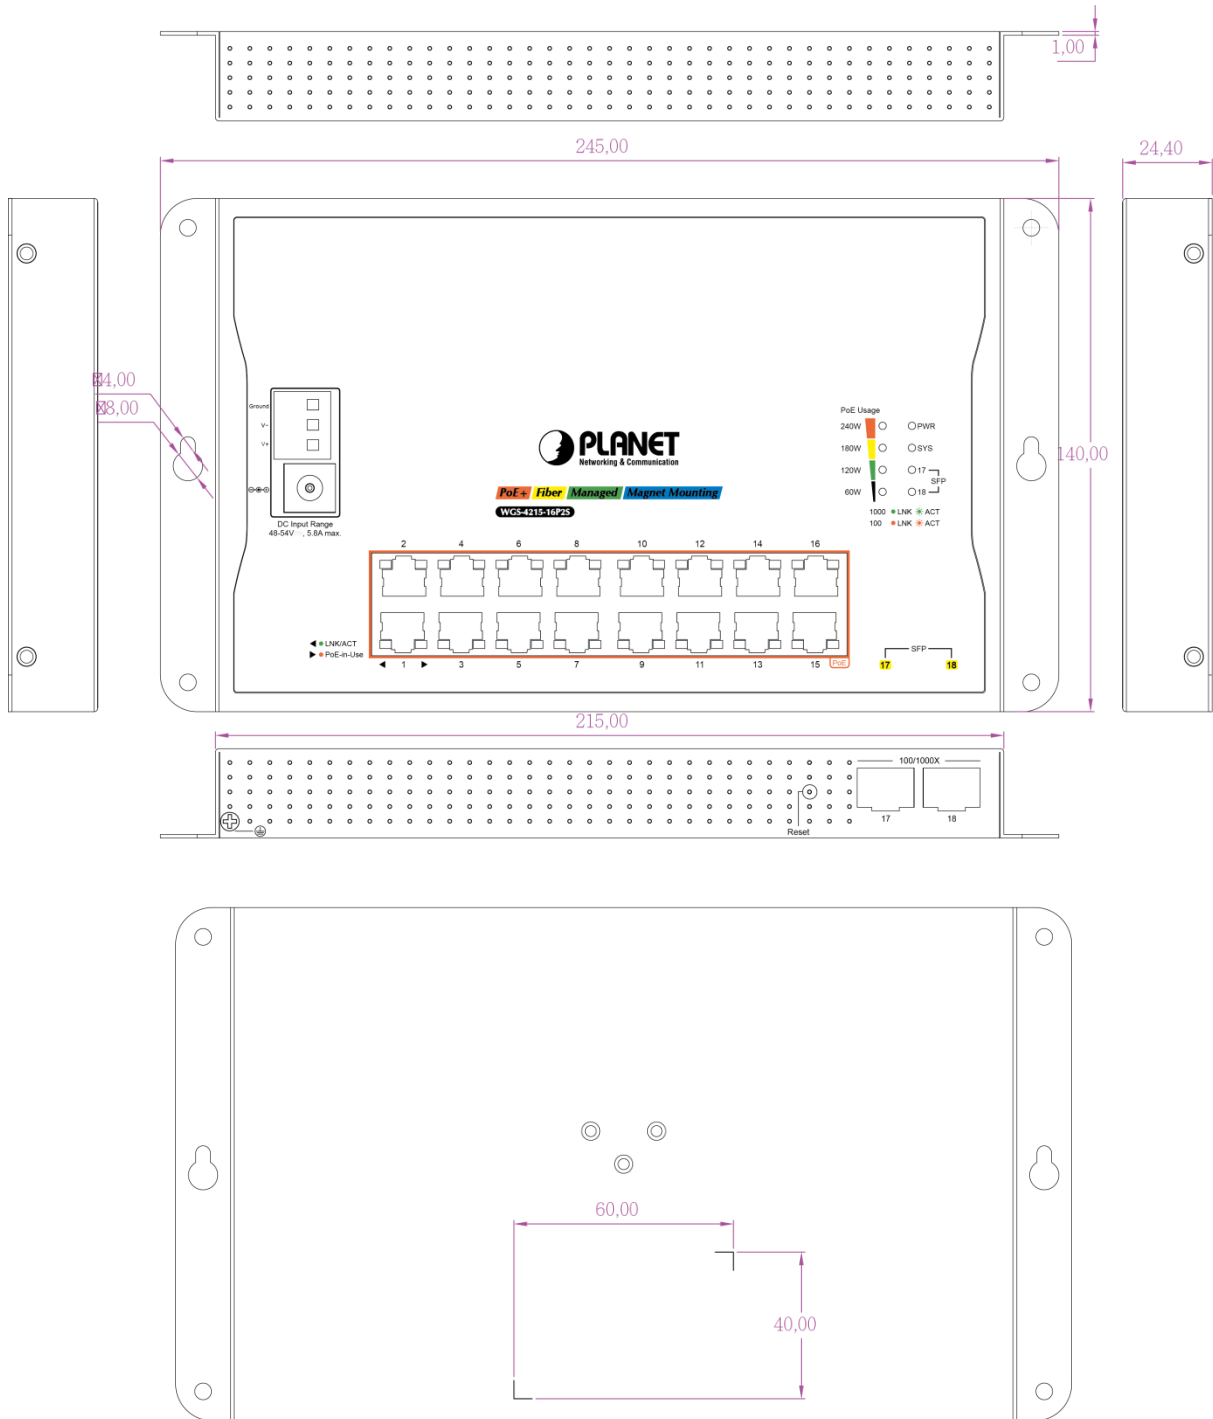 1,00
245,00
24,40
⌀4,00
⌀8,00
140,00
Ground
V-
V+
DC Input Range
48-54V⎓, 5.8A max.
PLANET
Networking & Communication
PoE+ Fiber Managed Magnet Mounting
WGS-4215-16P2S
PoE Usage
240W PWR
180W SYS
120W 17
SFP
60W 18
1000 LNK ACT
100 LNK ACT
2 4 6 8 10 12 14 16
LNK/ACT
PoE-in-Use
1 3 5 7 9 11 13 15 PoE
SFP
17 18
215,00
100/1000X
17 18
Reset
60,00
40,00